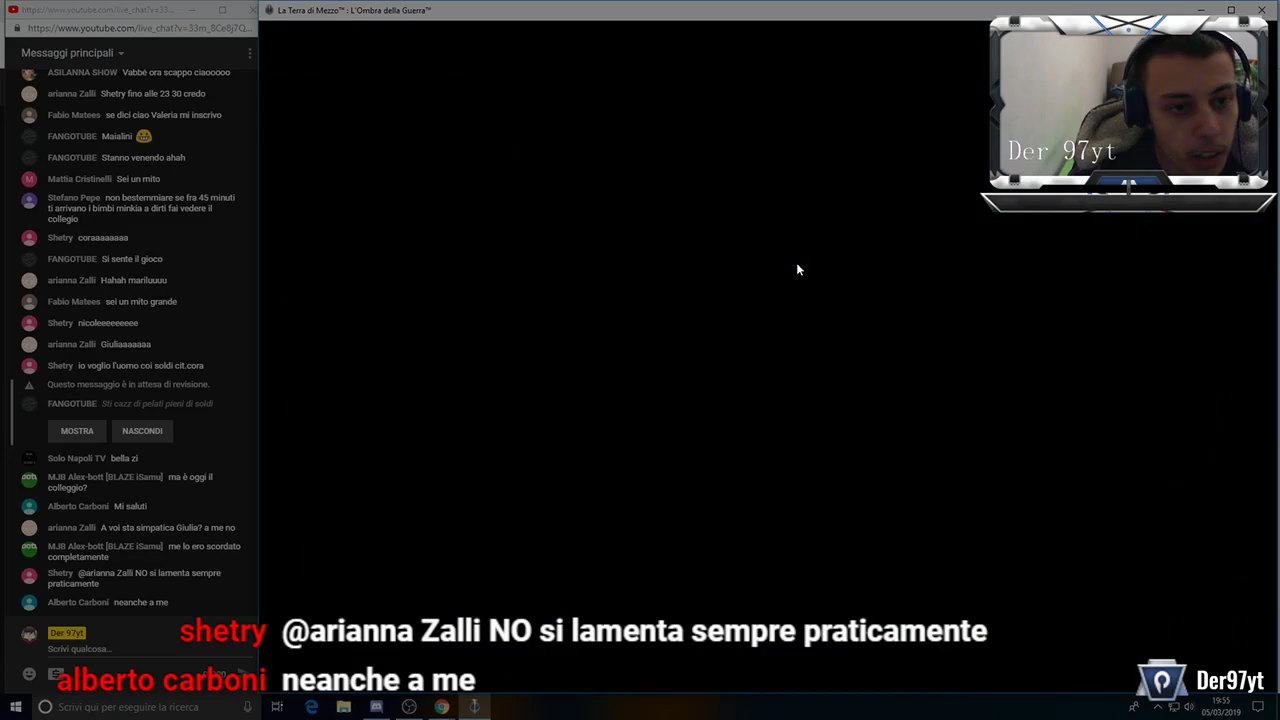 https://www.youtube.com/live_chat?v=33...
La Terra di Mezzo™ : L'Ombra della Guerra™
https://www.youtube.com/live_chat?v=33m_8Ce8j7Q...
Messaggi principali
ASILANNA SHOW Vabbè ora scappo ciaoooo
arianna Zalli Shetry fino alle 23 30 credo
Fabio Matees se dici ciao Valeria mi inscrivo
FANGOTUBE Maialini
FANGOTUBE Stanno venendo ahah
M
Mattia Cristinelli Sei un mito
Stefano Pepe non bestemmiare se fra 45 minuti
ti arrivano i bimbi minkia a dirti fai vedere il
collegio
Shetry coraaaaaaaa
FANGOTUBE Si sente il gioco
arianna Zalli Hahah mariluuuu
Fabio Matees sei un mito grande
Shetry nicoleeeeeeeee
arianna Zalli Giuliaaaaaaa
Shetry io voglio l'uomo coi soldi cit.cora
Questo messaggio è in attesa di revisione.
FANGOTUBE Sti cazz di pelati pieni di soldi
MOSTRA
NASCONDI
Solo Napoli TV bella zi
MJB Alex-bott [BLAZE iSamu] ma è oggi il
colleggio?
Alberto Carboni Mi saluti
arianna Zalli A voi sta simpatica Giulia? a me no
MJB Alex-bott [BLAZE iSamu] me lo ero scordato
completamente
Shetry @arianna Zalli NO si lamenta sempre
praticamente
Alberto Carboni neanche a me
Der 97yt
Scrivi qualcosa...
Der 97yt
shetry @arianna Zalli NO si lamenta sempre praticamente
alberto carboni neanche a me
Der97yt
Scrivi qui per eseguire la ricerca
19:55
05/03/2019